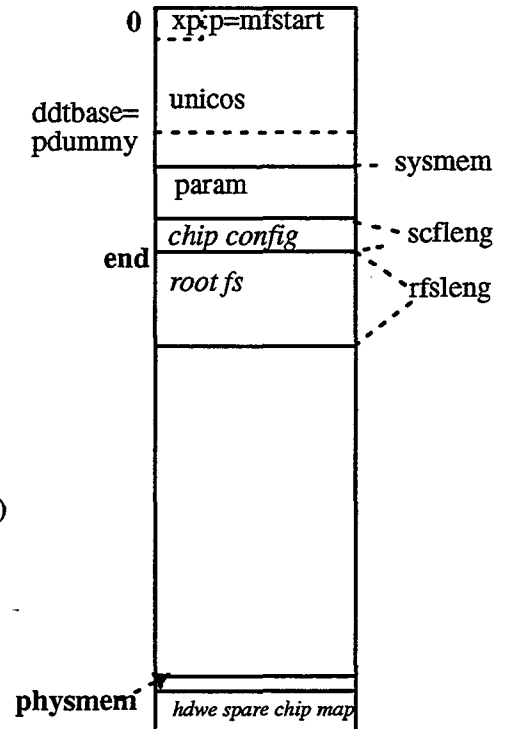 0
xp:p=mfstart
unicos
ddtbase=
pdummy
sysmem
param
chip config
scfleng
end
root fs
rfsleng
)
physmem
hdwe spare chip map